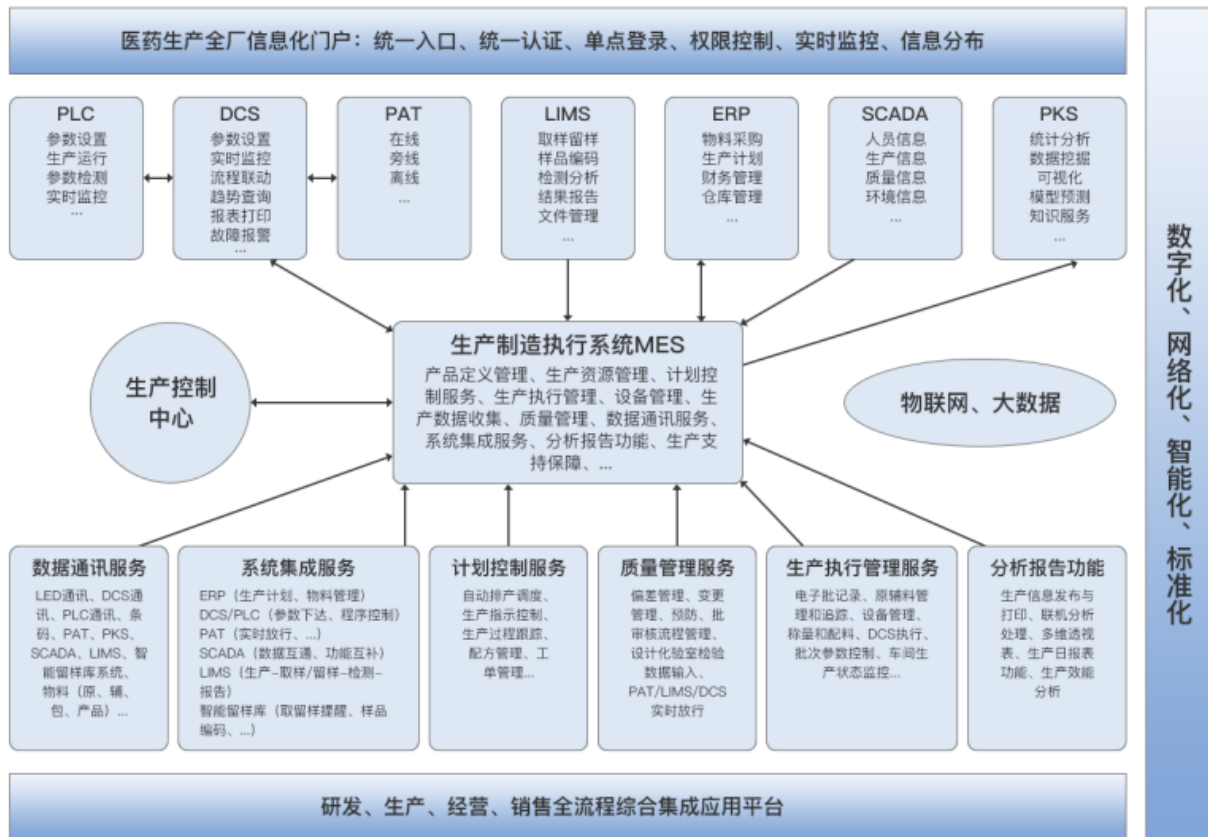 医药生产全厂信息化门户：统一入口、统一认证、单点登录、权限控制、实时监控、信息分布
PLC
参数设置
生产运行
参数检测
实时监控
...
DCS
参数设置
实时监控
流程联动
趋势查询
报表打印
故障报警
...
PAT
在线
旁线
离线
...
LIMS
取样留样
样品编码
检测分析
结果报告
文件管理
...
ERP
物料采购
生产计划
财务管理
仓库管理
...
SCADA
人员信息
生产信息
质量信息
环境信息
...
PKS
统计分析
数据挖掘
可视化
模型预测
知识服务
...
生产控制
中心
生产制造执行系统MES
产品定义管理、生产资源管理、计划控
制服务、生产执行管理、设备管理、生
产数据收集、质量管理、数据通讯服务、
系统集成服务、分析报告功能、生产支
持保障、...
物联网、大数据
数据通讯服务
LED通讯、DCS通
讯、PLC通讯、条
码、PAT、PKS、
SCADA、LIMS、智
能留样库系统、
物料（原、辅、
包、产品）...
系统集成服务
ERP（生产计划、物料管理）
DCS/PLC（参数下达、程序控制）
PAT（实时放行、...）
SCADA（数据互通、功能互补）
LIMS（生产-取样/留样-检测-
报告）
智能留样库（取留样提醒、样品
编码、...）
计划控制服务
自动排产调度、
生产指示控制、
生产过程跟踪、
配方管理、工
单管理...
质量管理服务
偏差管理、变更
管理、预防、批
审核流程管理、
设计化验室检验
数据输入、
PAT/LIMS/DCS
实时放行
生产执行管理服务
电子批记录、原辅料管
理和追踪、设备管理、
称量和配料、DCS执行、
批次参数控制、车间生
产状态监控...
分析报告功能
生产信息发布与
打印、联机分析
处理、多维透视
表、生产日报表
功能、生产效能
分析
研发、生产、经营、销售全流程综合集成应用平台
数字化、网络化、智能化、标准化